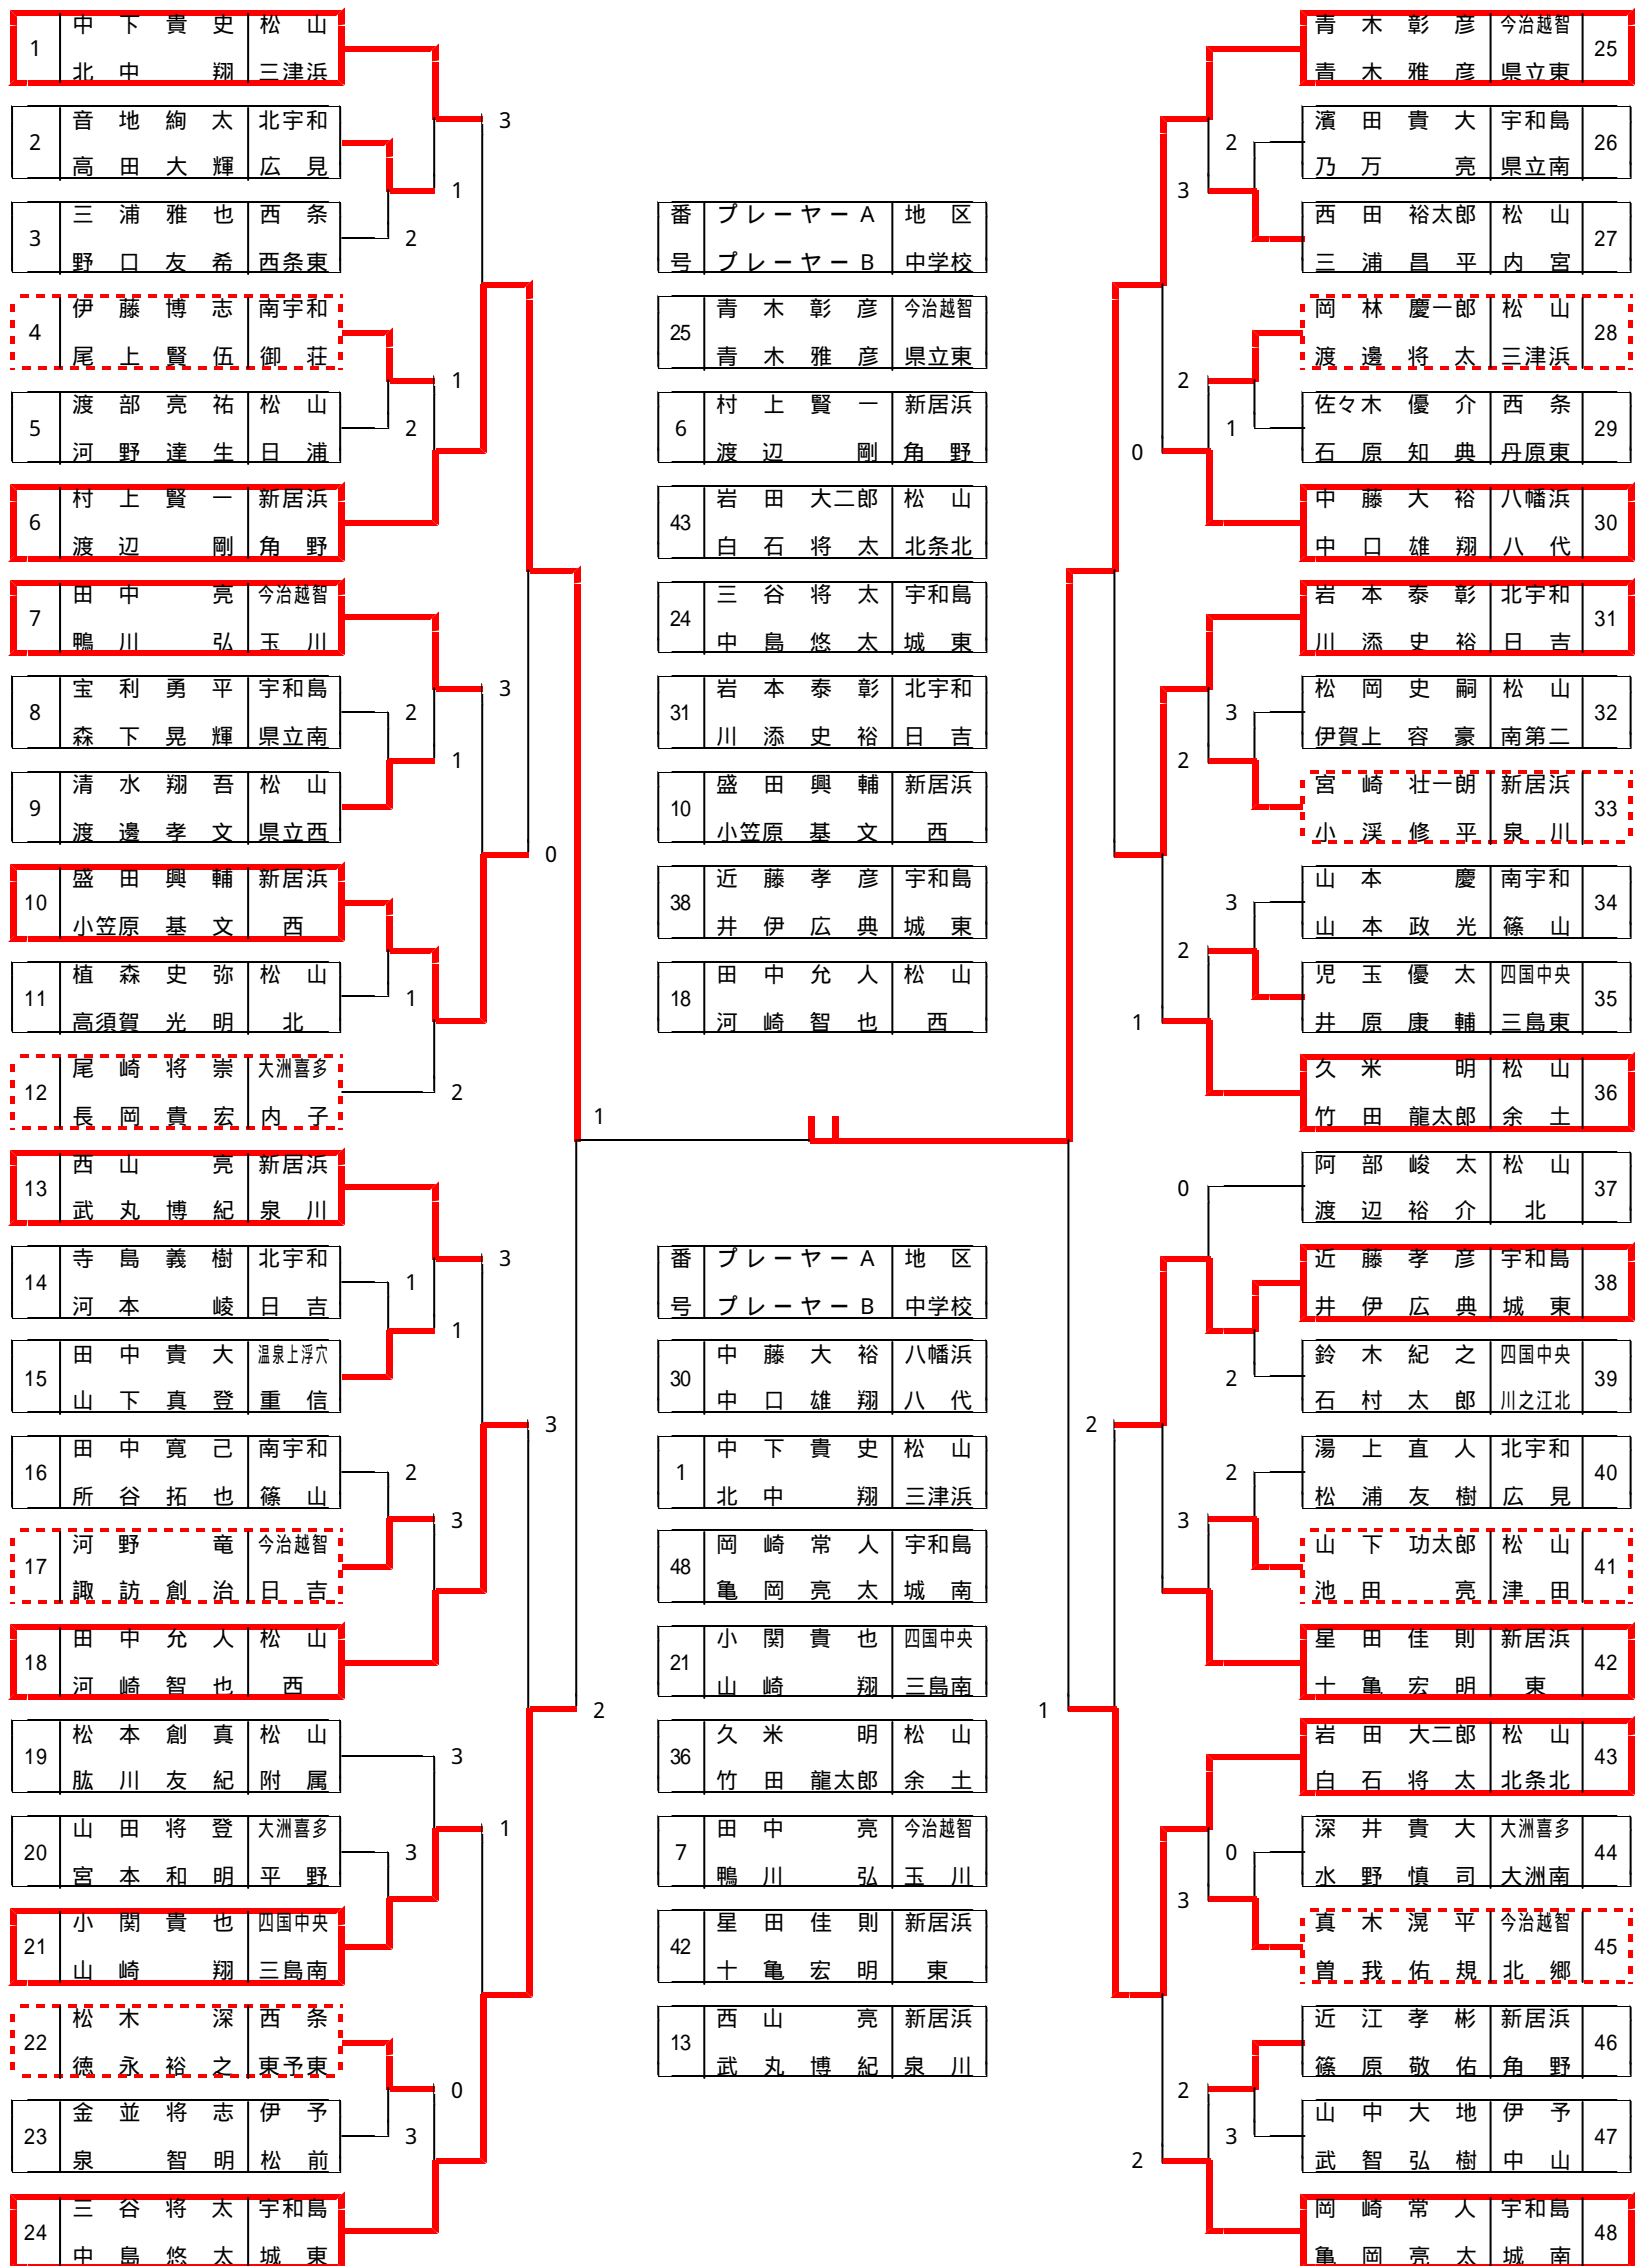 1 中下貴史 松山
北中翔 三津浜
2 音地絢太 北宇和
高田大輝 広見
3 三浦雅也 西条
野口友希 西条東
4 伊藤博志 南宇和
尾上賢伍 御荘
5 渡部亮祐 松山
河野達生 日浦
6 村上賢一 新居浜
渡辺剛 角野
7 田中亮 今治越智
鴨川弘 玉川
8 宝利勇平 宇和島
森下晃輝 県立南
9 清水翔吾 松山
渡邊孝文 県立西
10 盛田興輔 新居浜
小笠原基文 西
11 植森史弥 松山
高須賀光明 北
12 尾崎将崇 大洲喜多
長岡貴宏 内子
13 西山亮 新居浜
武丸博紀 泉川
14 寺島義樹 北宇和
河本崚 日吉
15 田中貴大 温泉上浮穴
山下真登 重信
16 田中寛己 南宇和
所谷拓也 篠山
17 河野竜 今治越智
諏訪創治 日吉
18 田中允人 松山
河崎智也 西
19 松本創真 松山
肱川友紀 附属
20 山田将登 大洲喜多
宮本和明 平野
21 小関貴也 四国中央
山崎翔 三島南
22 松木深 西条
徳永裕之 東予東
23 金並将志 伊予
泉智明 松前
24 三谷将太 宇和島
中島悠太 城東
3
1
2
1
2
3
2
1
0
1
2
1
3
1
1
2
3
3
3
3
1
2
0
3
番号 プレーヤーA 地区
プレーヤーB 中学校
25 青木彰彦 今治越智
青木雅彦 県立東
6 村上賢一 新居浜
渡辺剛 角野
43 岩田大二郎 松山
白石将太 北条北
24 三谷将太 宇和島
中島悠太 城東
31 岩本泰彰 北宇和
川添史裕 日吉
10 盛田興輔 新居浜
小笠原基文 西
38 近藤孝彦 宇和島
井伊広典 城東
18 田中允人 松山
河崎智也 西
番号 プレーヤーA 地区
プレーヤーB 中学校
30 中藤大裕 八幡浜
中口雄翔 八代
1 中下貴史 松山
北中翔 三津浜
48 岡崎常人 宇和島
亀岡亮太 城南
21 小関貴也 四国中央
山崎翔 三島南
36 久米明 松山
竹田龍太郎 余土
7 田中亮 今治越智
鴨川弘 玉川
42 星田佳則 新居浜
十亀宏明 東
13 西山亮 新居浜
武丸博紀 泉川
2
3
2
1
0
3
2
3
2
1
0
2
2
2
3
1
0
3
2
3
2
青木彰彦 今治越智 25
青木雅彦 県立東
濱田貴大 宇和島 26
乃万亮 県立南
西田裕太郎 松山 27
三浦昌平 内宮
岡林慶一郎 松山 28
渡邊将太 三津浜
佐々木優介 西条 29
石原知典 丹原東
中藤大裕 八幡浜 30
中口雄翔 八代
岩本泰彰 北宇和 31
川添史裕 日吉
松岡史嗣 松山 32
伊賀上容豪 南第二
宮崎壮一朗 新居浜 33
小渓修平 泉川
山本慶 南宇和 34
山本政光 篠山
児玉優太 四国中央 35
井原康輔 三島東
久米明 松山 36
竹田龍太郎 余土
阿部峻太 松山 37
渡辺裕介 北
近藤孝彦 宇和島 38
井伊広典 城東
鈴木紀之 四国中央 39
石村太郎 川之江北
湯上直人 北宇和 40
松浦友樹 広見
山下功太郎 松山 41
池田亮 津田
星田佳則 新居浜 42
十亀宏明 東
岩田大二郎 松山 43
白石将太 北条北
深井貴大 大洲喜多 44
水野慎司 大洲南
真木滉平 今治越智 45
曽我佑規 北郷
近江孝彬 新居浜 46
篠原敬佑 角野
山中大地 伊予 47
武智弘樹 中山
岡崎常人 宇和島 48
亀岡亮太 城南